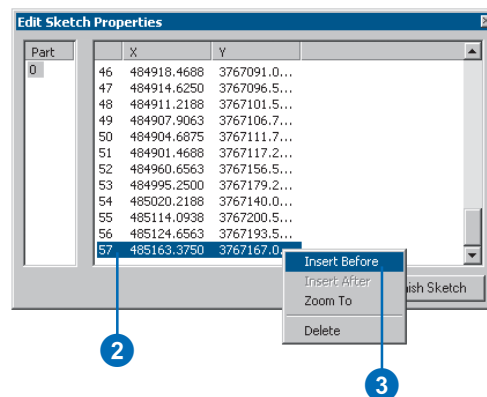 Edit Sketch Properties
Part X Y
0
46 484918.4688 3767091.0...
47 484914.6250 3767096.5...
48 484911.2188 3767101.5...
49 484907.9063 3767106.7...
50 484904.6875 3767111.7...
51 484901.4688 3767117.2...
52 484960.6563 3767156.5...
53 484995.2500 3767179.2...
54 485020.2188 3767140.0...
55 485114.0938 3767200.5...
56 485124.6563 3767193.5...
57 485163.3750 3767167.0...
Insert Before
Insert After
Zoom To
Delete
ish Sketch
2
3